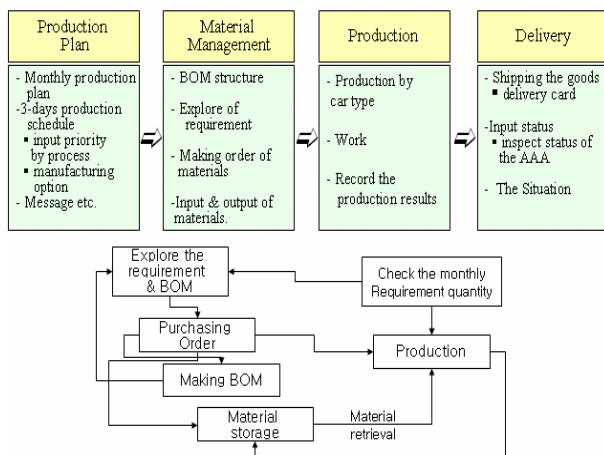 Production
Plan
- Monthly production
plan
-3-days production
schedule
▪ input priority
by process
▪ manufacturing
option
- Message etc.
Material
Management
- BOM structure
- Explore of
requirement
- Making order of
materials
-Input & output of
materials.
Production
- Production by
car type
- Work
- Record the
production results
Delivery
- Shipping the goods
▪ delivery card
-Input status
▪ inspect status of
the AAA
- The Situation
Explore the
requirement
& BOM
Check the monthly
Requirement quantity
Purchasing
Order
Production
Making BOM
Material
storage
Material
retrieval